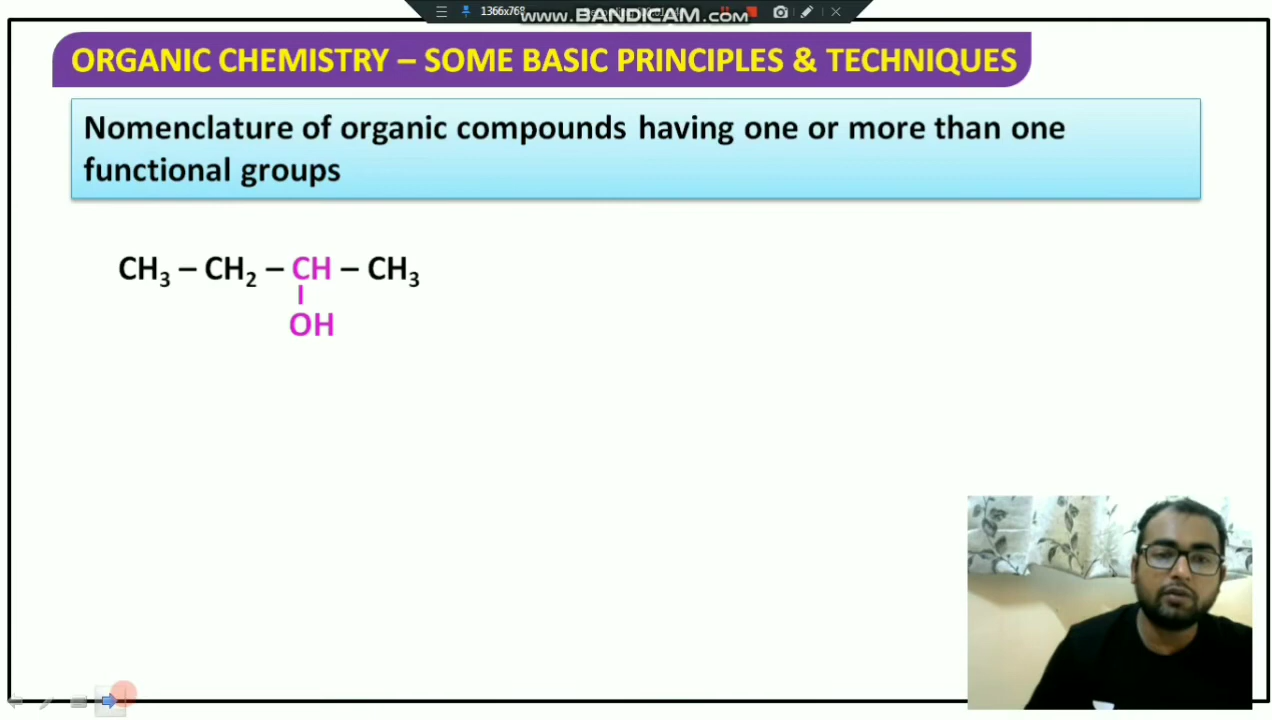 1366x768
www.BANDICAM.com
ORGANIC CHEMISTRY – SOME BASIC PRINCIPLES & TECHNIQUES
Nomenclature of organic compounds having one or more than one
functional groups
CH₃ – CH₂ – CH – CH₃
OH